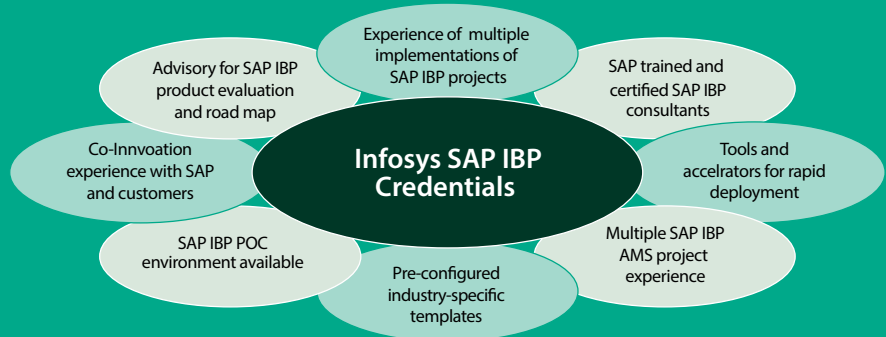 Experience of multiple
implementations of
SAP IBP projects
Advisory for SAP IBP
product evaluation
and road map
SAP trained and
certified SAP IBP
consultants
Co-Innvoation
experience with SAP
and customers
Infosys SAP IBP
Credentials
Tools and
accelrators for rapid
deployment
SAP IBP POC
environment available
Multiple SAP IBP
AMS project
experience
Pre-configured
industry-specific
templates